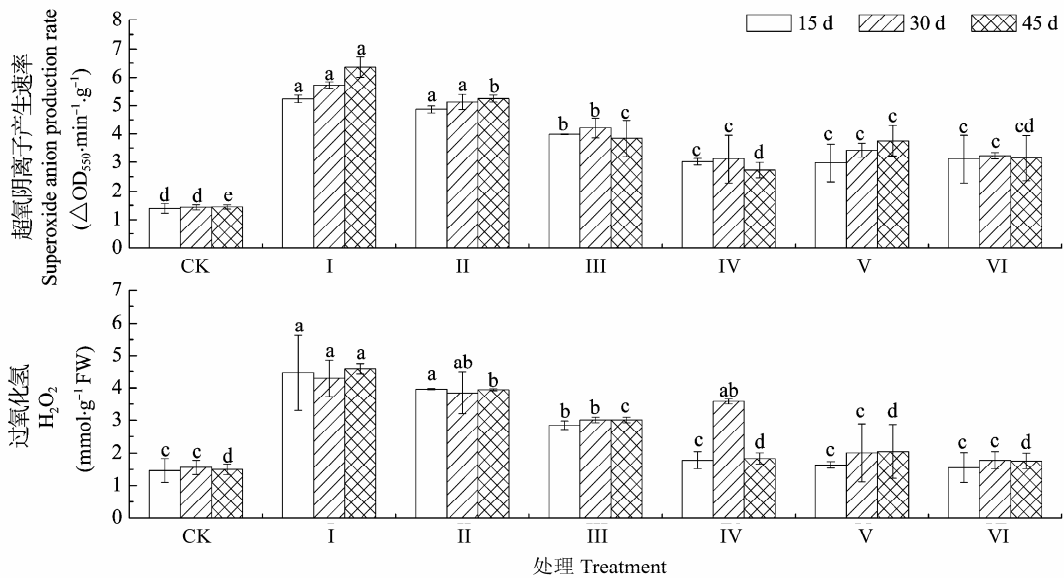 15 d 30 d 45 d
超氧阴离子产生速率
Superoxide anion production rate
(△OD₅₅₀·min⁻¹·g⁻¹)
8
7
6
5
4
3
2
1
0
d d e
a a a
a a b
b b c
c c d
c c c
c c cd
CK I II III IV V VI
过氧化氢
H₂O₂
(mmol·g⁻¹ FW)
7
6
5
4
3
2
1
0
c c d
a a a
a ab b
b b c
c ab d
c c d
c c d
CK I II III IV V VI
处理 Treatment